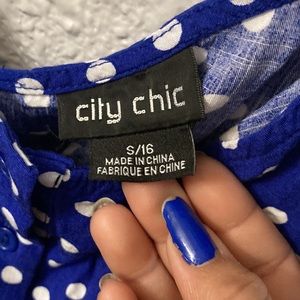 city chic
S/16
MADE IN CHINA
FABRIQUE EN CHINE